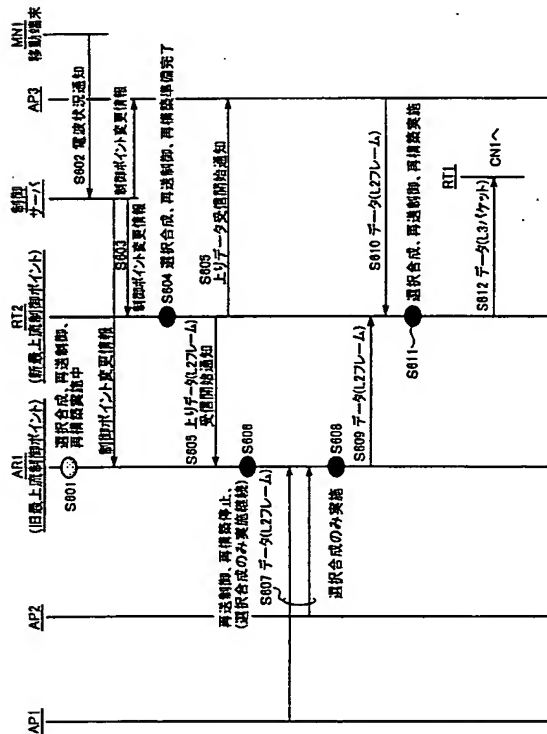 AP1
AP2
AR1
(旧最上流制御ポイント)
RT2
(新最上流制御ポイント)
制御
サーバ
AP3
MN1
移動端末
S601
選択合成、再送制御、
再構築実施中
S602 電波状況通知
制御ポイント変更情報
S603
制御ポイント変更情報
制御ポイント変更情報
S604 選択合成、再送制御、再構築準備完了
S605
上りデータ受信開始通知
S605 上りデータ(L2フレーム)
受信開始通知
S606
再送制御、再構築停止、
(選択合成のみ実施継続)
S607 データ(L2フレーム)
S608
選択合成のみ実施
S609 データ(L2フレーム)
S610 データ(L2フレーム)
S611
選択合成、再送制御、再構築実施
RT1
S612 データ(L3パケット)
CN1へ